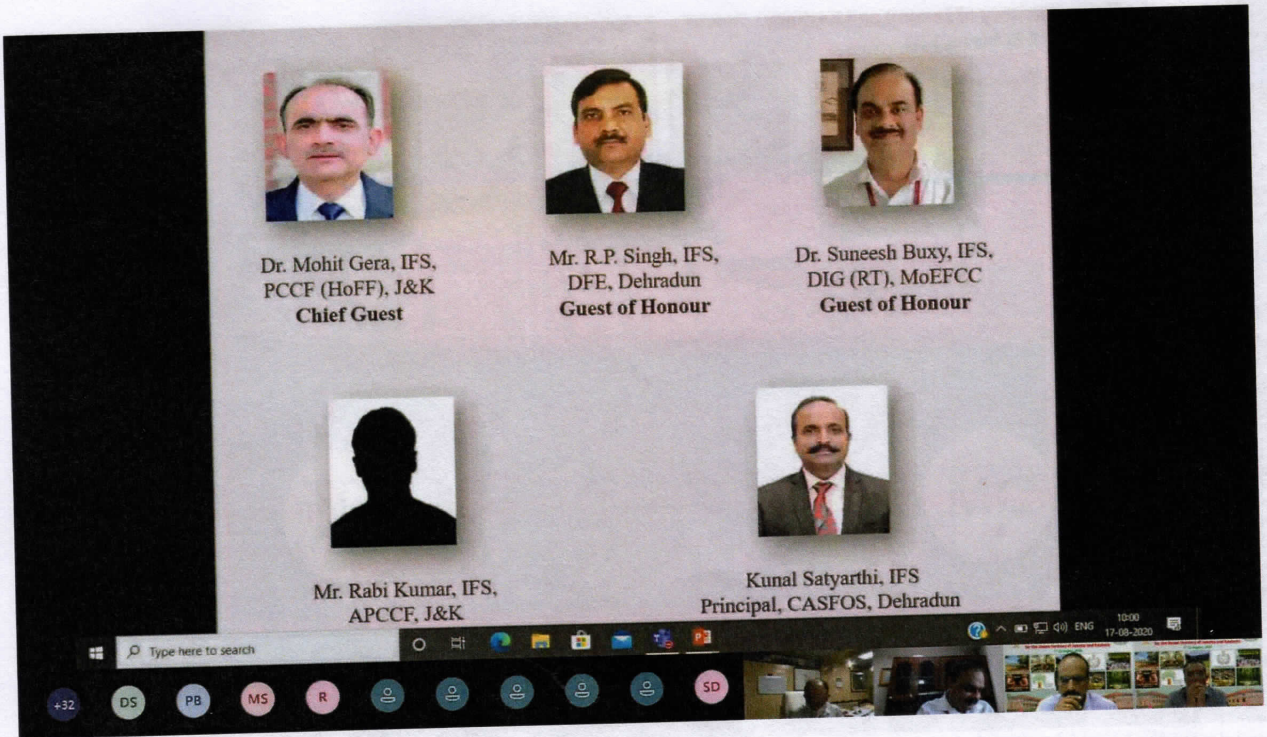 Dr. Mohit Gera, IFS,
PCCF (HoFF), J&K
Chief Guest
Mr. R.P. Singh, IFS,
DFE, Dehradun
Guest of Honour
Dr. Suneesh Buxy, IFS,
DIG (RT), MoEFCC
Guest of Honour
Mr. Rabi Kumar, IFS,
APCCF, J&K
Kunal Satyarthi, IFS
Principal, CASFOS, Dehradun
Type here to search
ENG
10:00
17-08-2020
+32
DS
PB
MS
R
SD